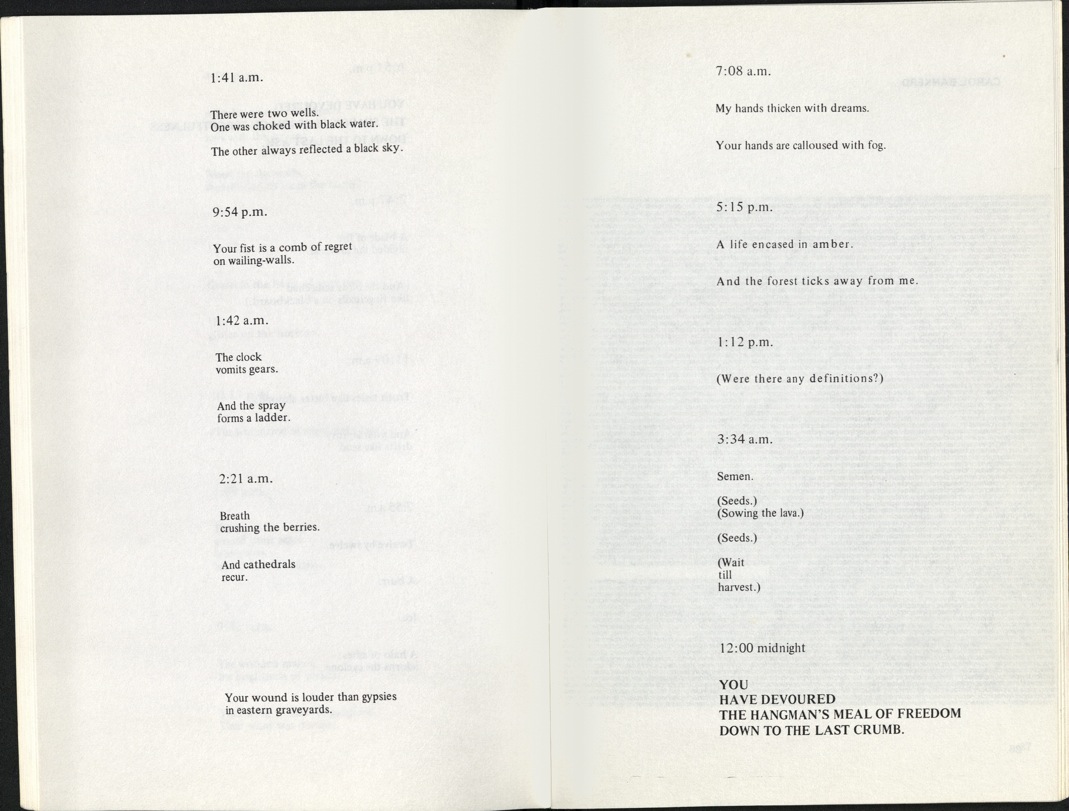 1:41 a.m.
There were two wells.
One was choked with black water.
The other always reflected a black sky.
9:54 p.m.
Your fist is a comb of regret
on wailing-walls.
1:42 a.m.
The clock
vomits gears.
And the spray
forms a ladder.
2:21 a.m.
Breath
crushing the berries.
And cathedrals
recur.
Your wound is louder than gypsies
in eastern graveyards.
7:08 a.m.
My hands thicken with dreams.
Your hands are calloused with fog.
5:15 p.m.
A life encased in amber.
And the forest ticks away from me.
1:12 p.m.
(Were there any definitions?)
3:34 a.m.
Semen.
(Seeds.)
(Sowing the lava.)
(Seeds.)
(Wait
till
harvest.)
12:00 midnight
YOU
HAVE DEVOURED
THE HANGMAN'S MEAL OF FREEDOM
DOWN TO THE LAST CRUMB.